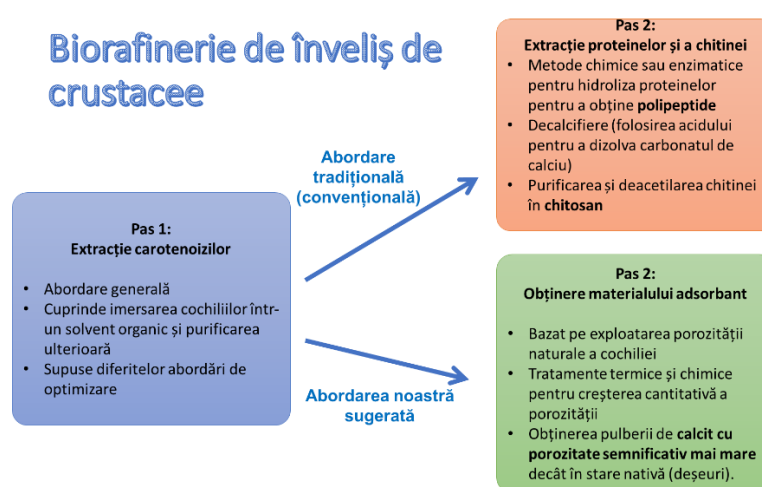 Biorafinerie de înveliș de
crustacee
Pas 1:
Extracție carotenoizilor
• Abordare generală
• Cuprinde imersarea cochiliilor într-
un solvent organic și purificarea
ulterioară
• Supuse diferitelor abordări de
optimizare
Abordare
tradițională
(convențională)
Abordarea noastră
sugerată
Pas 2:
Extracție proteinelor și a chitinei
• Metode chimice sau enzimatice
pentru hidroliza proteinelor
pentru a obține polipeptide
• Decalcifiere (folosirea acidului
pentru a dizolva carbonatul de
calciu)
• Purificarea și deacetilarea chitinei
în chitosan
Pas 2:
Obținere materialului adsorbant
• Bazat pe exploatarea porozității
naturale a cochiliei
• Tratamente termice și chimice
pentru creșterea cantitativă a
porozității
• Obținerea pulberii de calcit cu
porozitate semnificativ mai mare
decât în stare nativă (deșeuri).